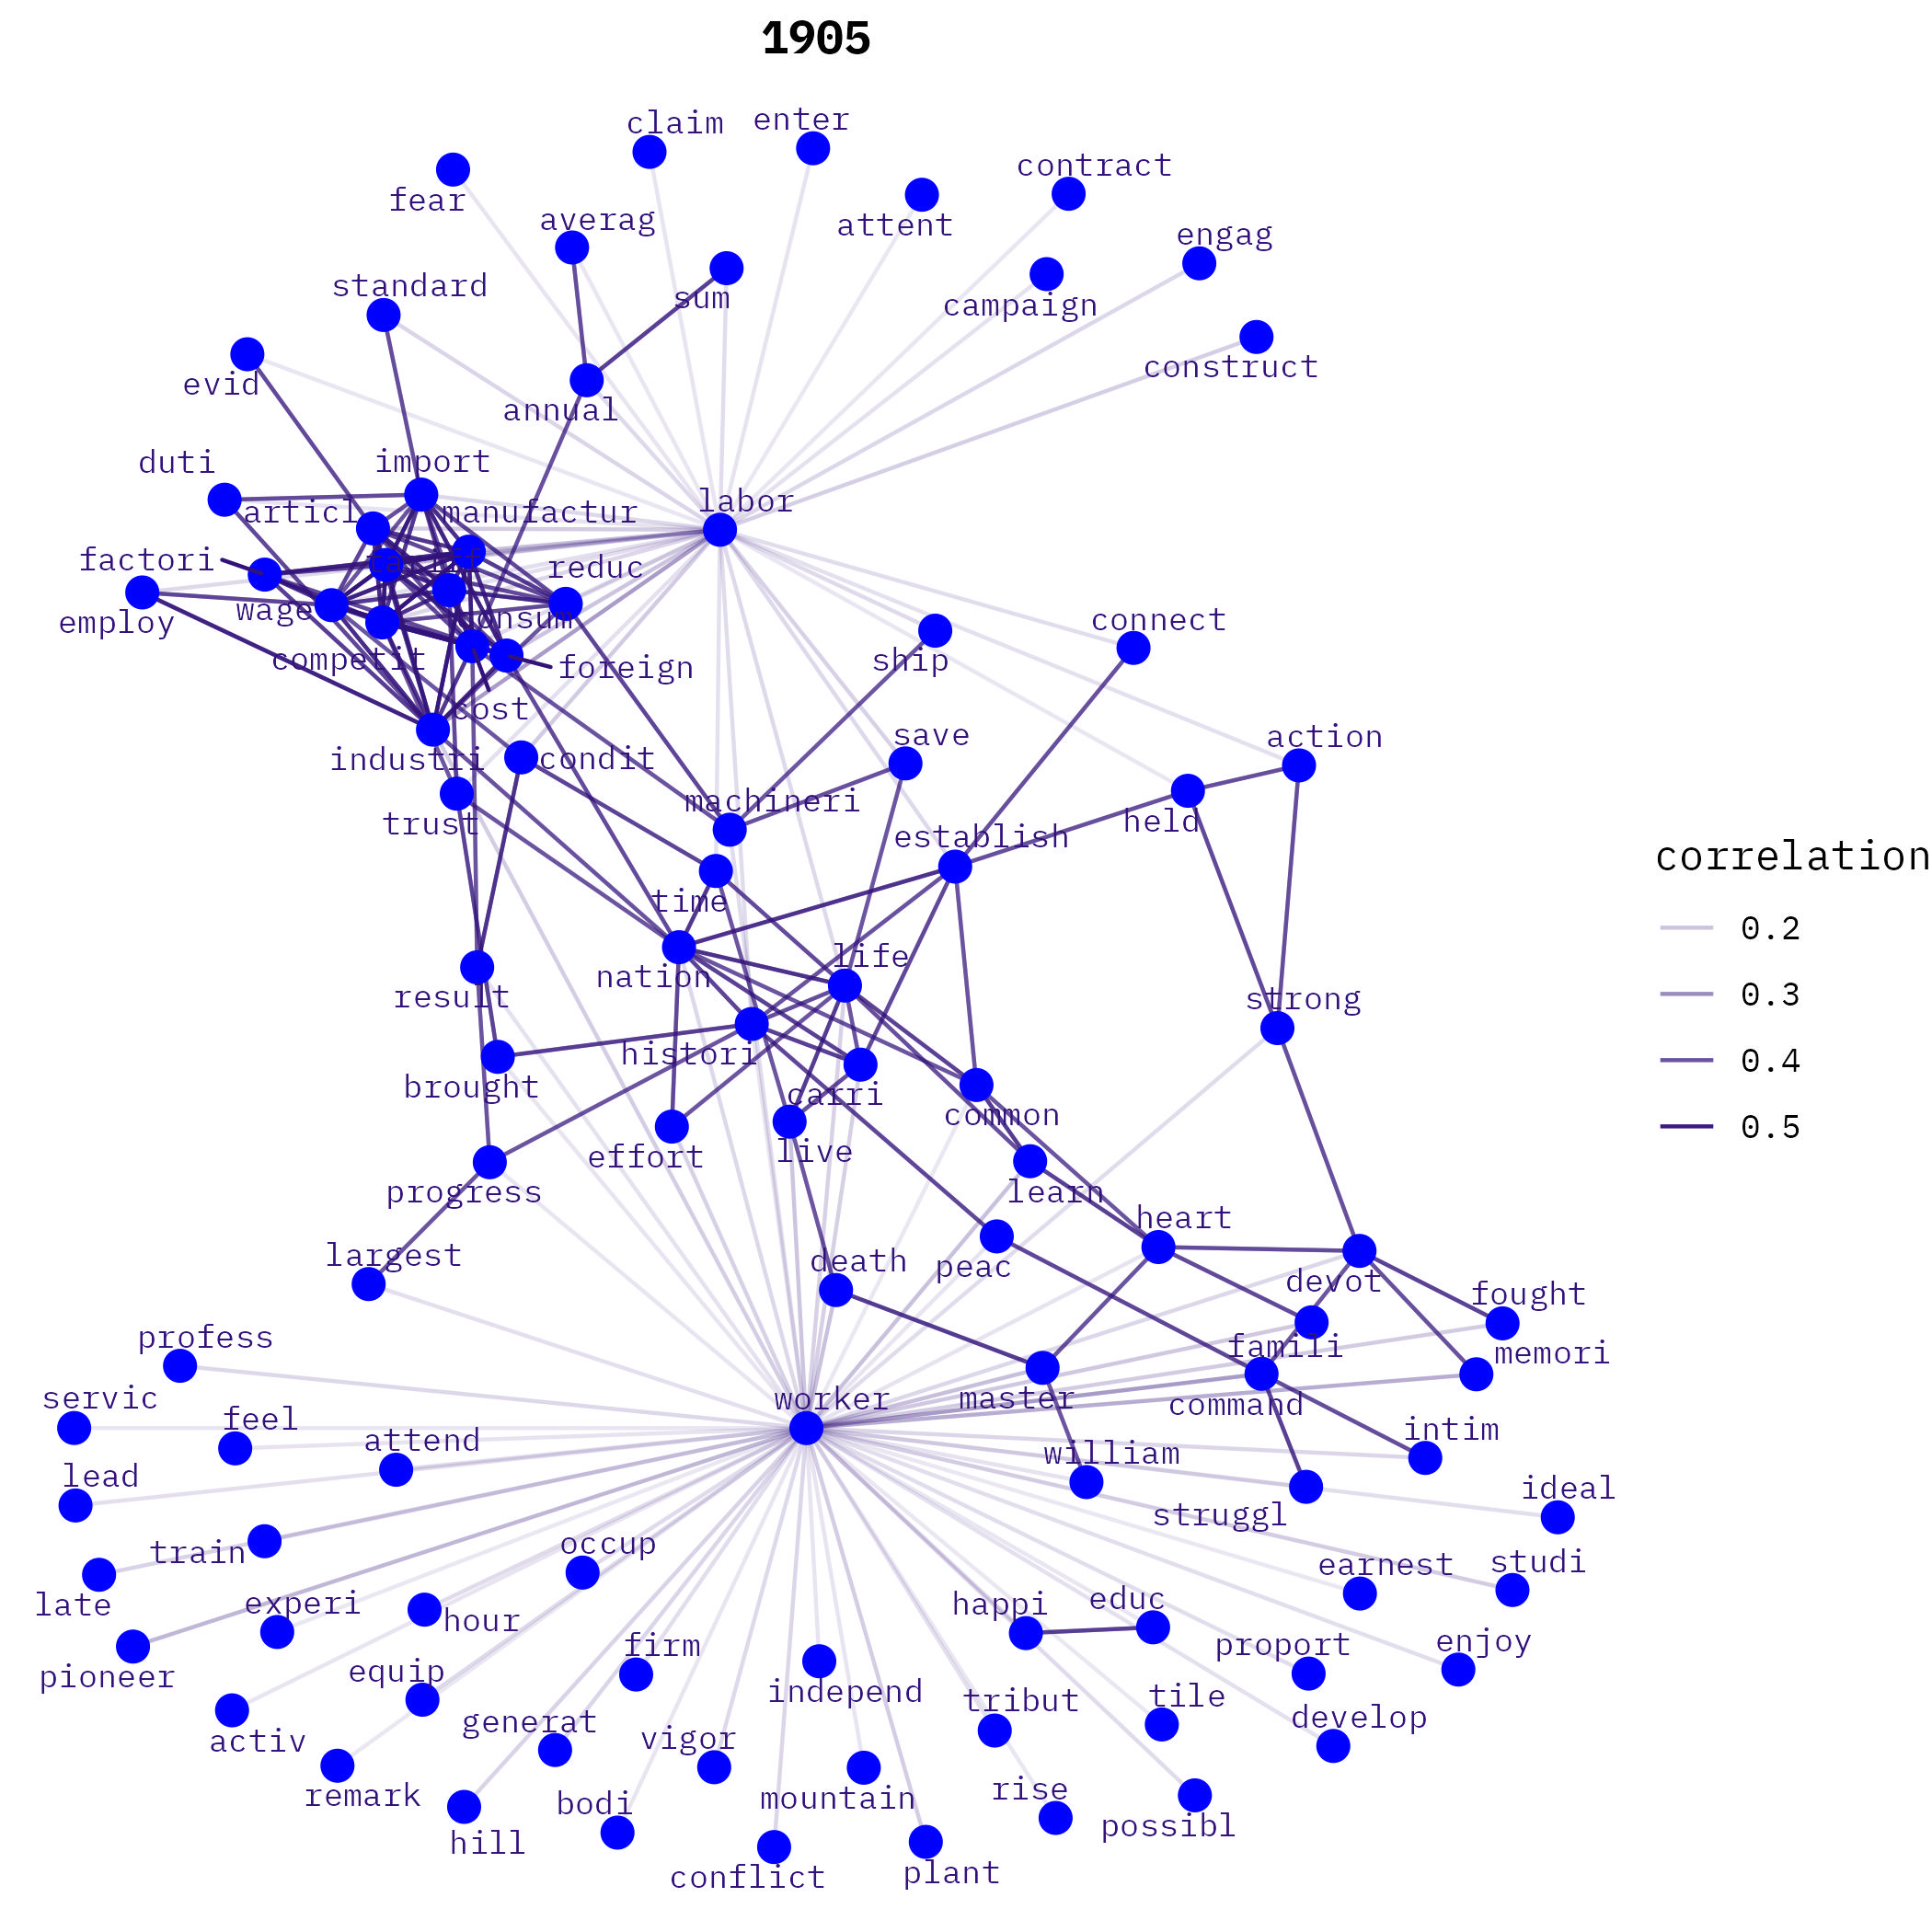 1905
claim
enter
contract
fear
averag
attent
engag
standard
sum
campaign
evid
construct
annual
duti
import
labor
articl
manufactur
factori
reduc
wage
employ
consum
connect
competit
foreign
ship
cost
save
action
industri
condit
machineri
held
trust
establish
correlation
time
0.2
life
nation
0.3
result
strong
histori
0.4
brought
carri
common
0.5
effort
live
progress
learn
heart
largest
death
peac
devot
fought
profess
famili
memori
servic
worker
master
command
feel
attend
intim
lead
william
ideal
struggl
train
occup
earnest
studi
late
experi
hour
happi
educ
pioneer
equip
firm
proport
enjoy
independ
tribut
tile
activ
generat
vigor
develop
remark
bodi
mountain
rise
possibl
hill
conflict
plant